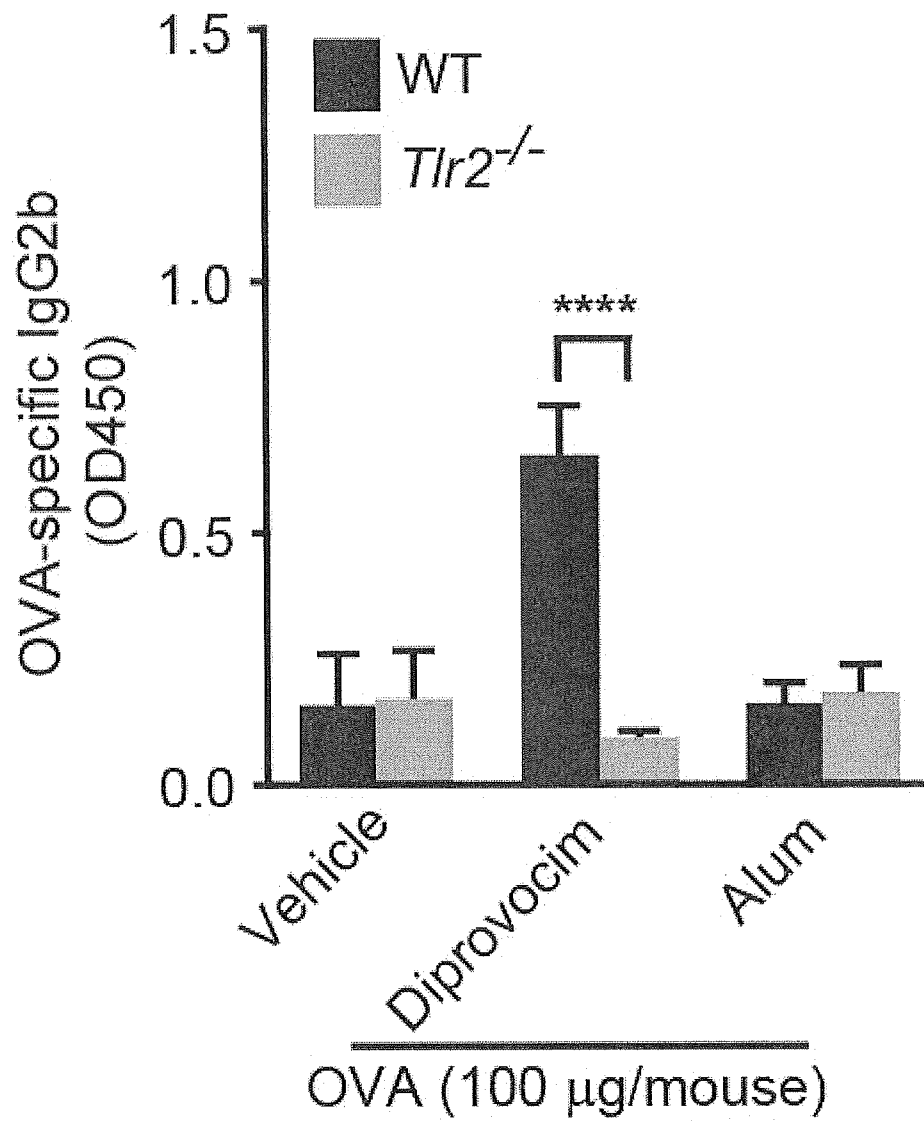 1.5
WT
Tlr2-/-
OVA-specific IgG2b
(OD450)
1.0
****
0.5
0.0
Vehicle
Diprovocim
Alum
OVA (100 μg/mouse)